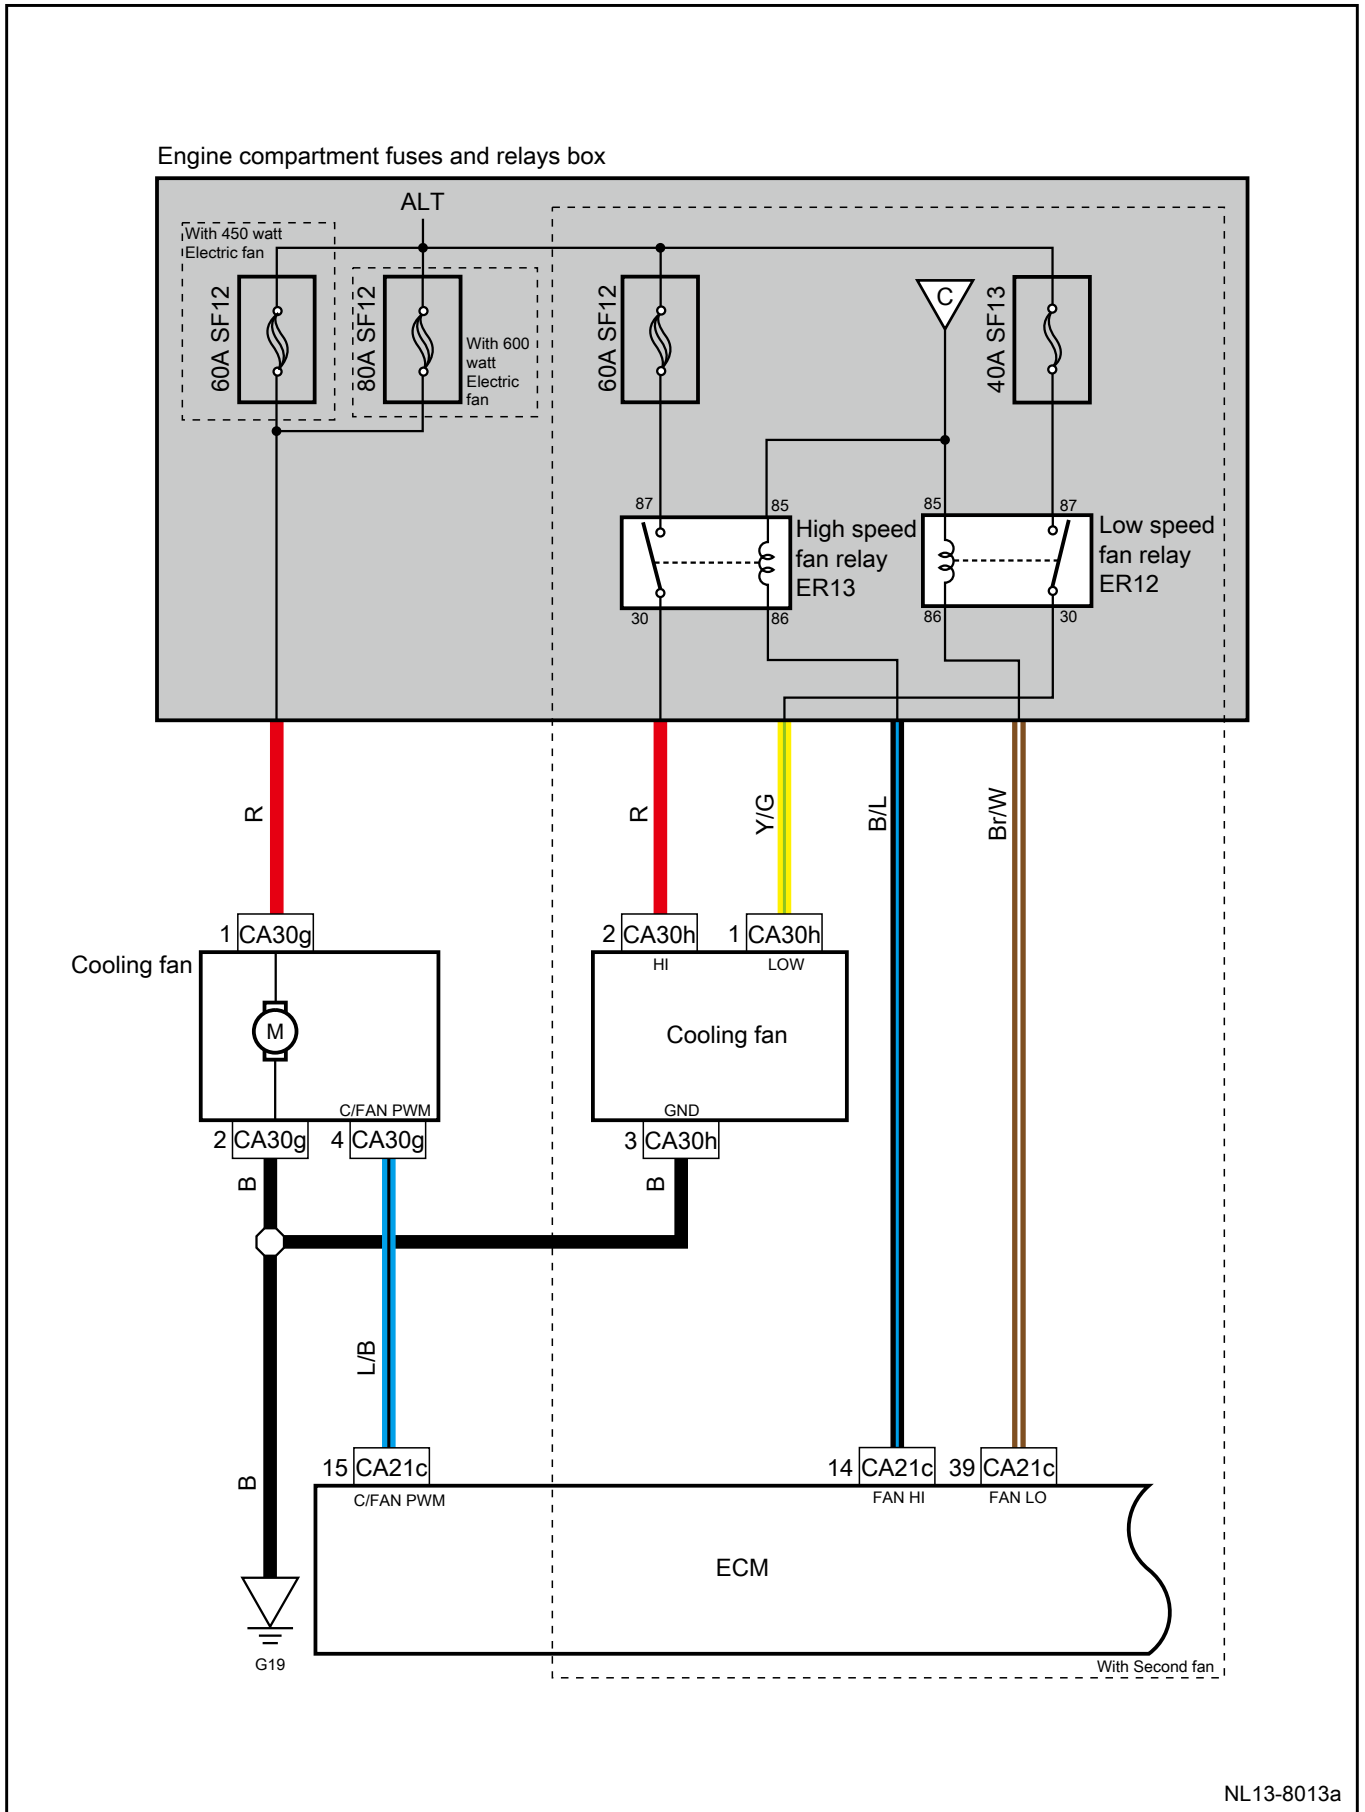 Engine compartment fuses and relays box
ALT
With 450 watt
Electric fan
60A SF12
80A SF12
With 600
watt
Electric
fan
60A SF12
C
40A SF13
87
85
High speed
fan relay
ER13
30
86
85
87
Low speed
fan relay
ER12
86
30
R
R
Y/G
B/L
Br/W
1 CA30g
2 CA30h
1 CA30h
Cooling fan
M
C/FAN PWM
HI
LOW
Cooling fan
GND
2 CA30g
4 CA30g
3 CA30h
B
B
L/B
B
15 CA21c
14 CA21c
39 CA21c
C/FAN PWM
FAN HI
FAN LO
ECM
G19
With Second fan
NL13-8013a